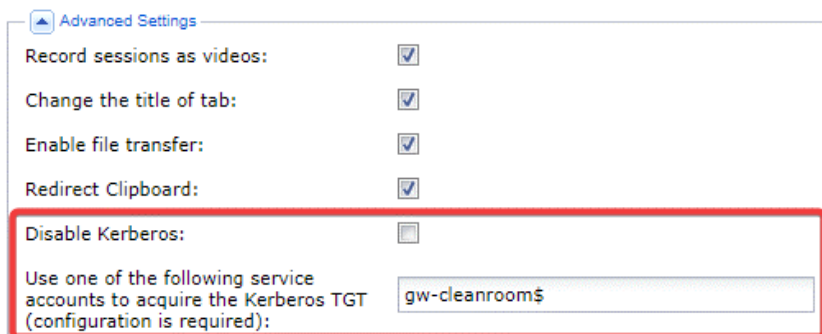 Advanced Settings
Record sessions as videos:
Change the title of tab:
Enable file transfer:
Redirect Clipboard:
Disable Kerberos:
Use one of the following service
accounts to acquire the Kerberos TGT
(configuration is required):
gw-cleanroom$